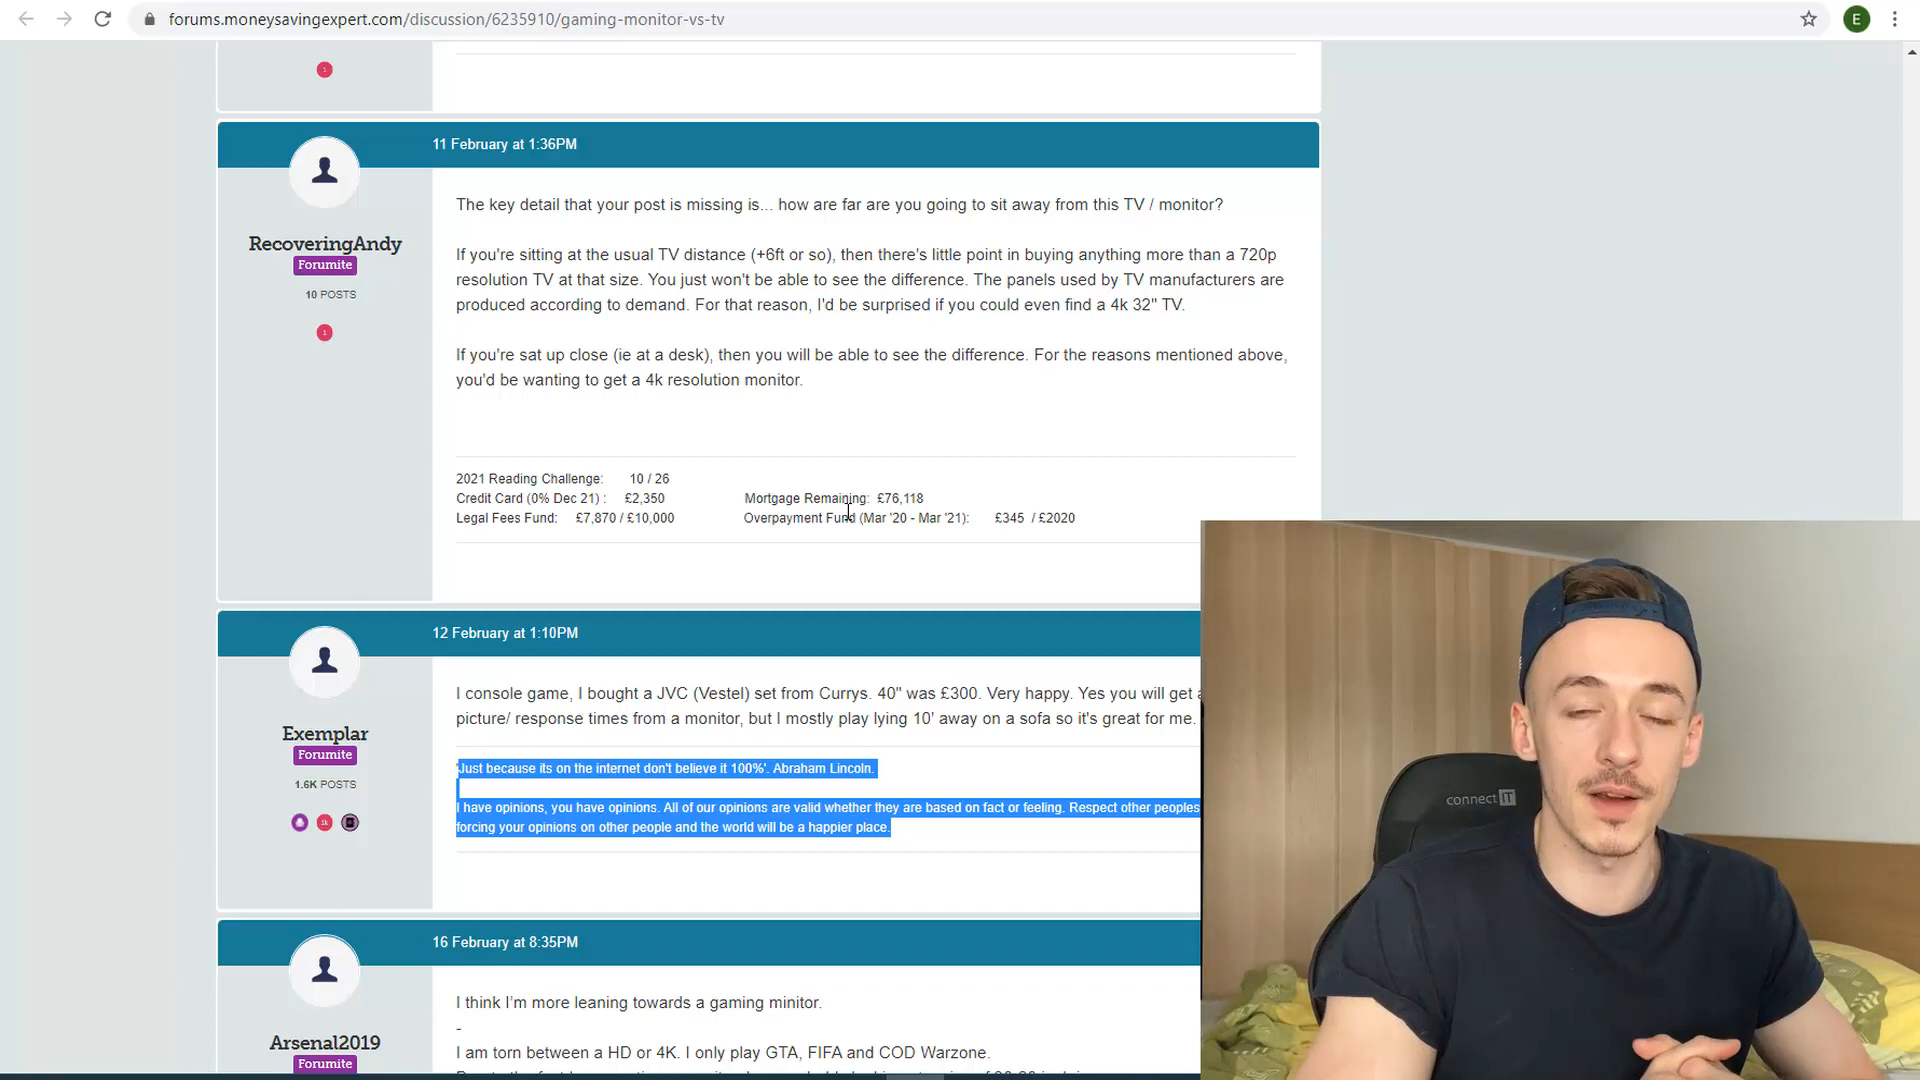 forums.moneysavingexpert.com/discussion/6235910/gaming-monitor-vs-tv
E
1
11 February at 1:36PM
RecoveringAndy
Forumite
10 POSTS
1
The key detail that your post is missing is... how are far are you going to sit away from this TV / monitor?
If you're sitting at the usual TV distance (+6ft or so), then there's little point in buying anything more than a 720p
resolution TV at that size. You just won't be able to see the difference. The panels used by TV manufacturers are
produced according to demand. For that reason, I'd be surprised if you could even find a 4k 32" TV.
If you're sat up close (ie at a desk), then you will be able to see the difference. For the reasons mentioned above,
you'd be wanting to get a 4k resolution monitor.
2021 Reading Challenge: 10 / 26
Credit Card (0% Dec 21) : £2,350 Mortgage Remaining: £76,118
Legal Fees Fund: £7,870 / £10,000 Overpayment Fund (Mar '20 - Mar '21): £345 / £2020
12 February at 1:10PM
Exemplar
Forumite
1.6K POSTS
1k
I console game, I bought a JVC (Vestel) set from Currys. 40" was £300. Very happy. Yes you will get
picture/ response times from a monitor, but I mostly play lying 10' away on a sofa so it's great for me.
'Just because its on the internet don't believe it 100%'. Abraham Lincoln.
I have opinions, you have opinions. All of our opinions are valid whether they are based on fact or feeling. Respect other peoples
forcing your opinions on other people and the world will be a happier place.
16 February at 8:35PM
Arsenal2019
Forumite
I think I'm more leaning towards a gaming minitor.
-
I am torn between a HD or 4K. I only play GTA, FIFA and COD Warzone.
connect IT